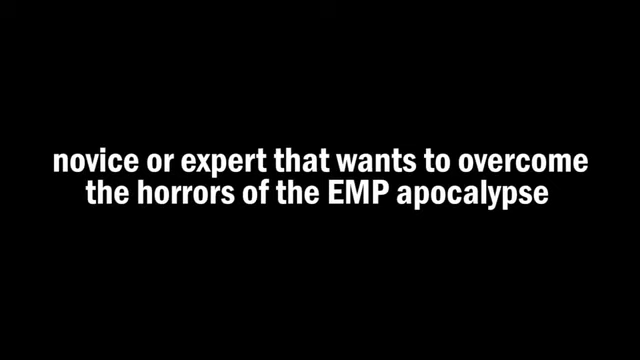 novice or expert that wants to overcome
the horrors of the EMP apocalypse